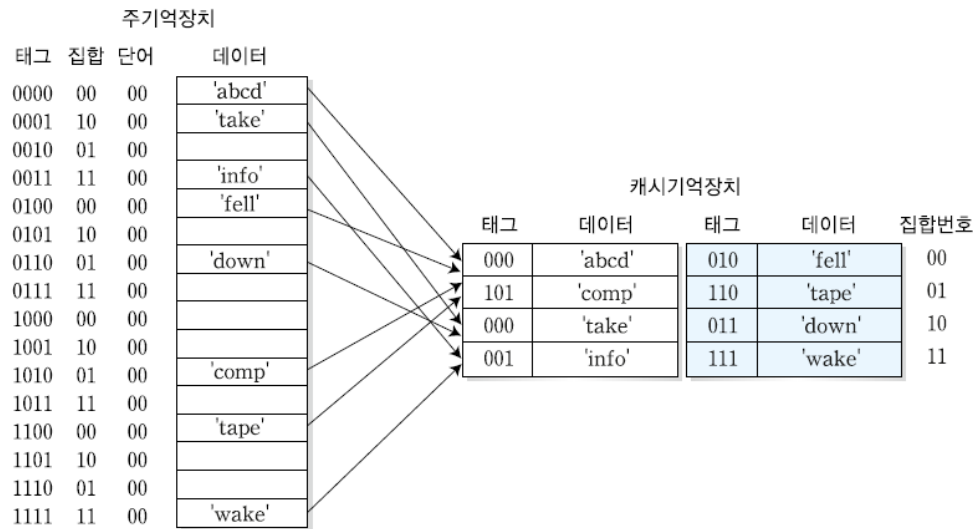 주기억장치
태그 집합 단어 데이터
0000 00 00 'abcd'
0001 10 00 'take'
0010 01 00
0011 11 00 'info'
0100 00 00 'fell'
0101 10 00
0110 01 00 'down'
0111 11 00
1000 00 00
1001 10 00
1010 01 00 'comp'
1011 11 00
1100 00 00 'tape'
1101 10 00
1110 01 00
1111 11 00 'wake'
캐시기억장치
태그 데이터 태그 데이터 집합번호
000 'abcd' 010 'fell' 00
101 'comp' 110 'tape' 01
000 'take' 011 'down' 10
001 'info' 111 'wake' 11